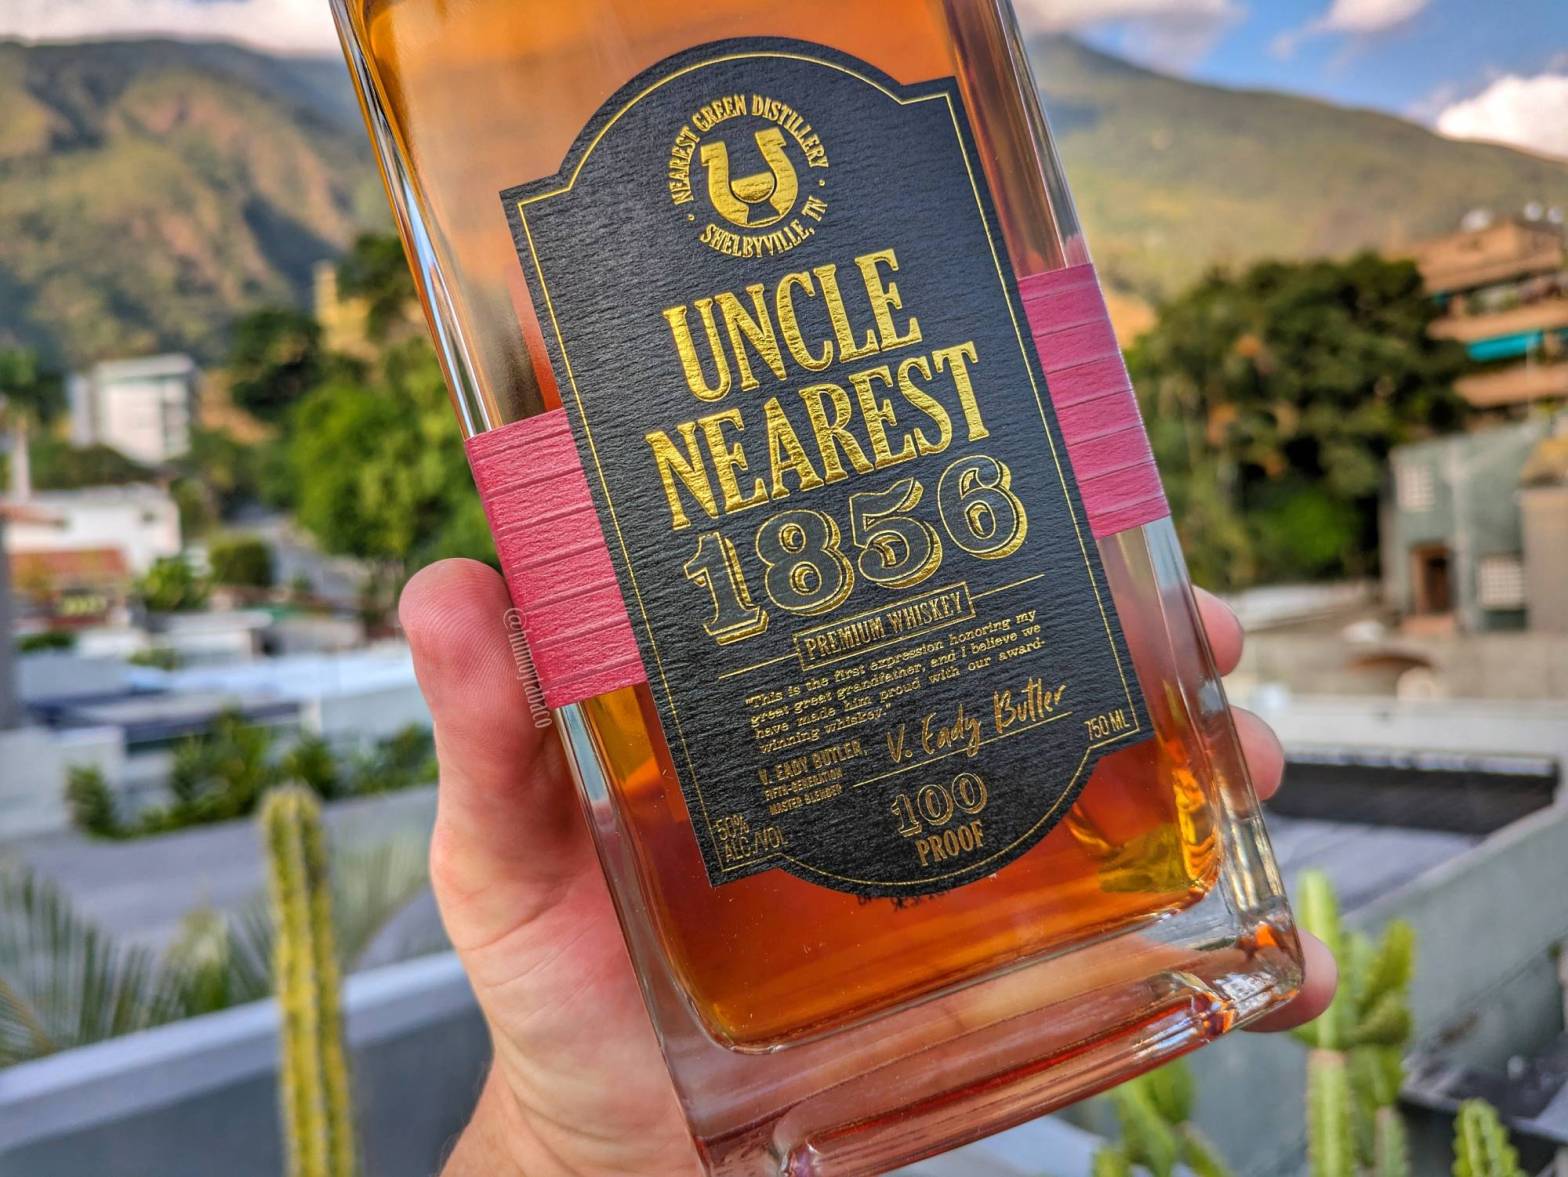 NEAREST GREEN DISTILLERY
SHELBYVILLE, TN
UNCLE
NEAREST
1856
PREMIUM WHISKEY
This is the first expression honoring my
great great grandfather, and I believe we
have made him proud with our award
winning whiskey.
V. EADY BUTLER V. Eady Butler
5TH GENERATION
MASTER BLENDER
750 ML
50%
ALC/VOL
100
PROOF